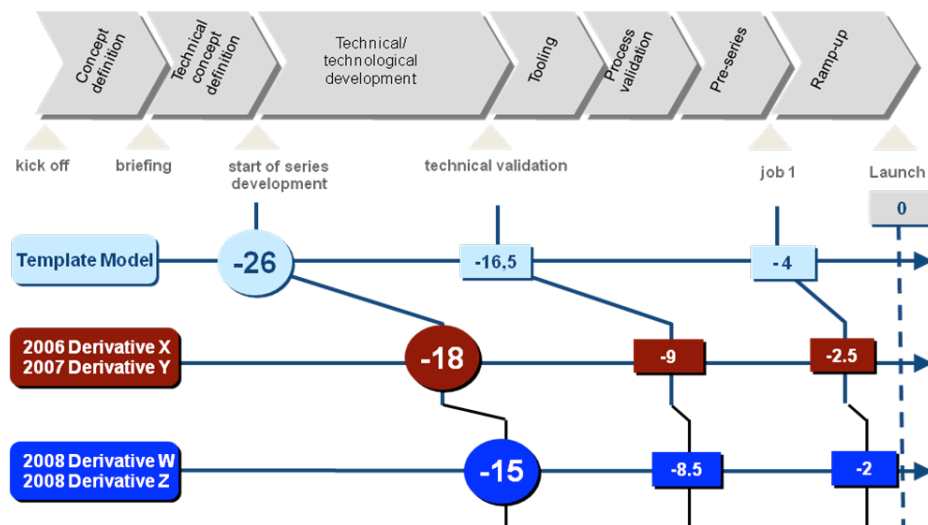 Concept
definition
Technical
concept
definition
Technical/
technological
development
Tooling
Process
validation
Pre-series
Ramp-up
kick off
briefing
start of series
development
technical validation
job 1
Launch
0
Template Model
-26
-16,5
- 4
2006 Derivative X
2007 Derivative Y
-18
-9
-2.5
2008 Derivative W
2008 Derivative Z
-15
-8.5
-2